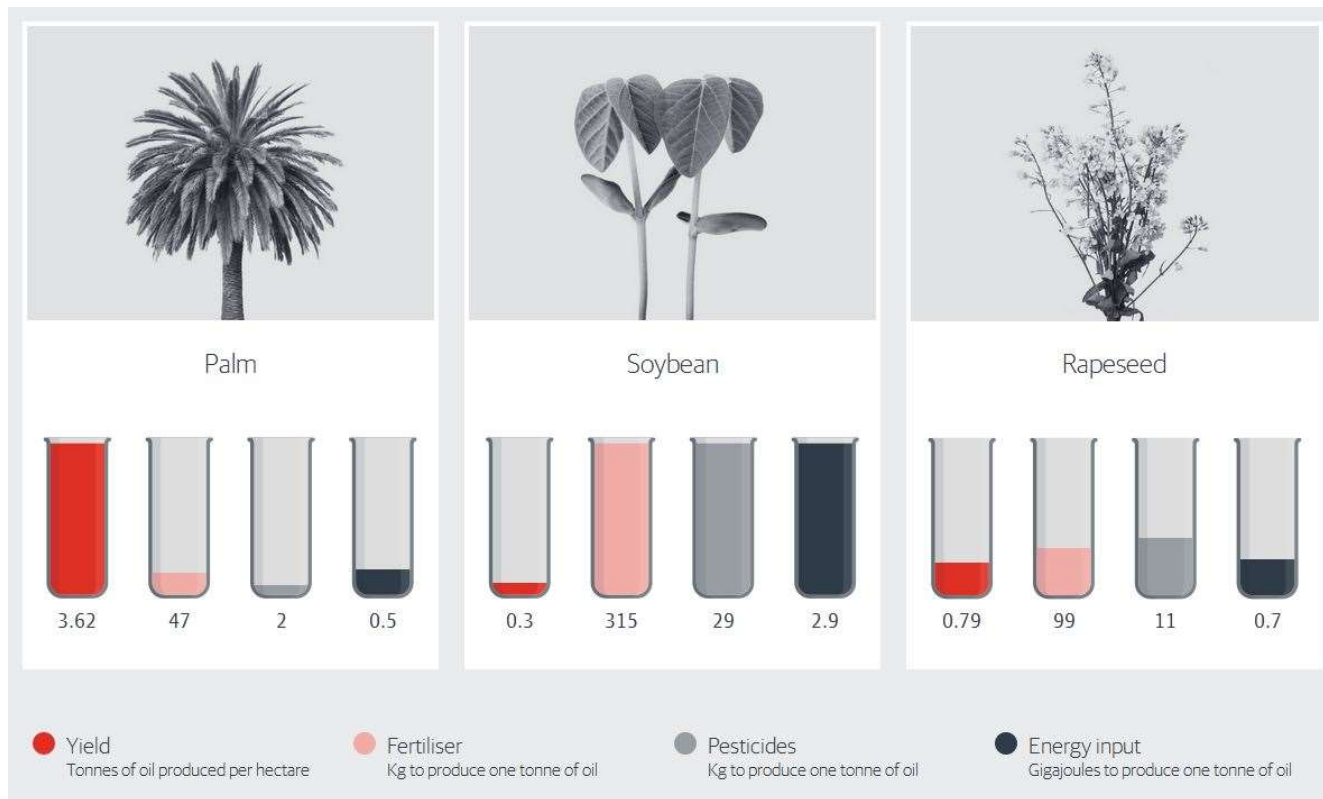 Palm
3.62 47 2 0.5
Soybean
0.3 315 29 2.9
Rapeseed
0.79 99 11 0.7
Yield
Tonnes of oil produced per hectare
Fertiliser
Kg to produce one tonne of oil
Pesticides
Kg to produce one tonne of oil
Energy input
Gigajoules to produce one tonne of oil